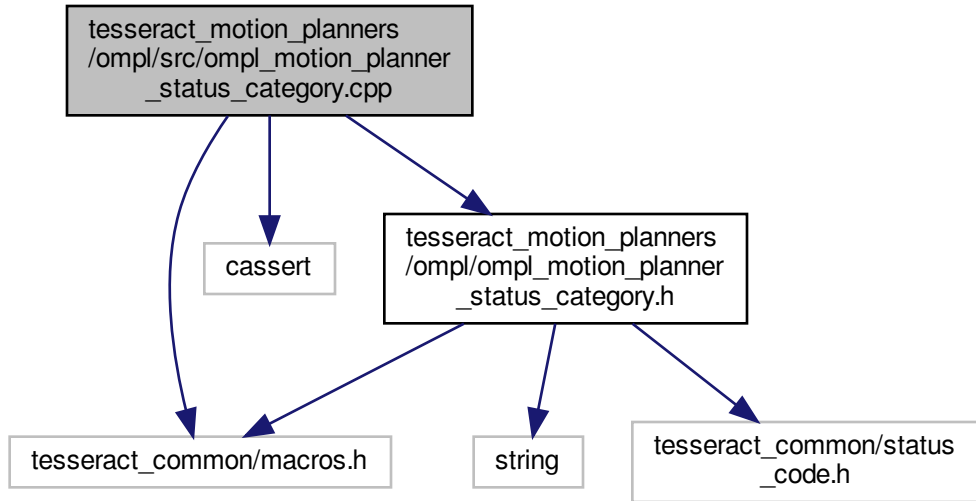 tesseract_motion_planners
/ompl/src/ompl_motion_planner
_status_category.cpp
cassert
tesseract_motion_planners
/ompl/ompl_motion_planner
_status_category.h
tesseract_common/macros.h
string
tesseract_common/status
_code.h